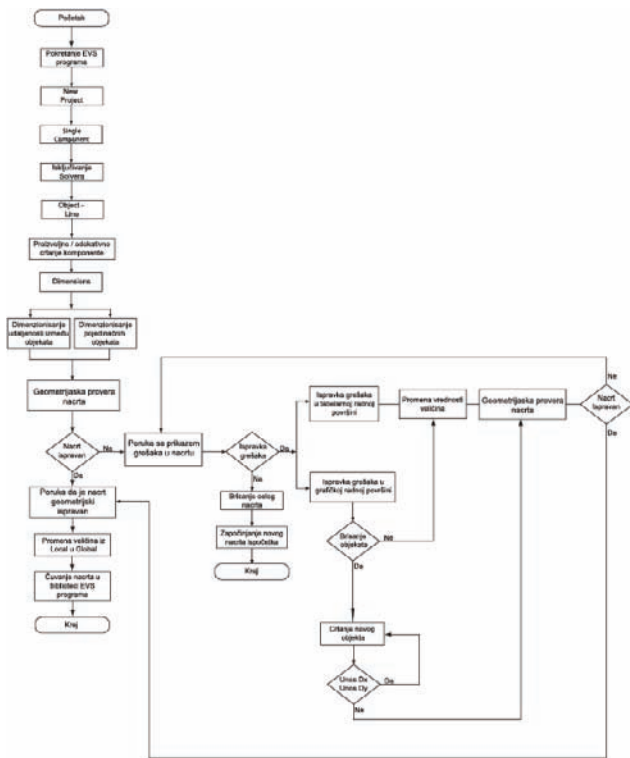 Početak
Pokretanje EVS
programa
New
Project
Single
Component
Isključivanje
Solvera
Object -
Line
Proizvoljno / adekvatno
crtanje komponente
Dimensions
Dimenzionisanje
udaljenosti između
objekata
Dimenzionisanje
pojedinačnih
objekata
Geometrijaska provera
nacrta
Nacrt
ispravan
Ne
Da
Poruka da je nacrt
geometrijski
ispravan
Promena veličina iz
Local u Global
Čuvanje nacrta u
biblioteci EVS
programa
Kraj
Poruka sa prikazom
grešaka u nacrtu
Ispravka
grešaka
Da
Ne
Brisanje celog
nacrta
Započinjanje novog
nacrta ispočetka
Kraj
Ispravka grešaka
u tabelarnoj radnoj
površini
Ispravka grešaka u
grafičkoj radnoj površini
Brisanje
objekata
Ne
Da
Crtanje novog
objekta
Unos Dx
Unos Dy
Da
Ne
Promena vrednosti
veličina
Geometrijaska provera
nacrta
Ne
Nacrt
ispravan
Da